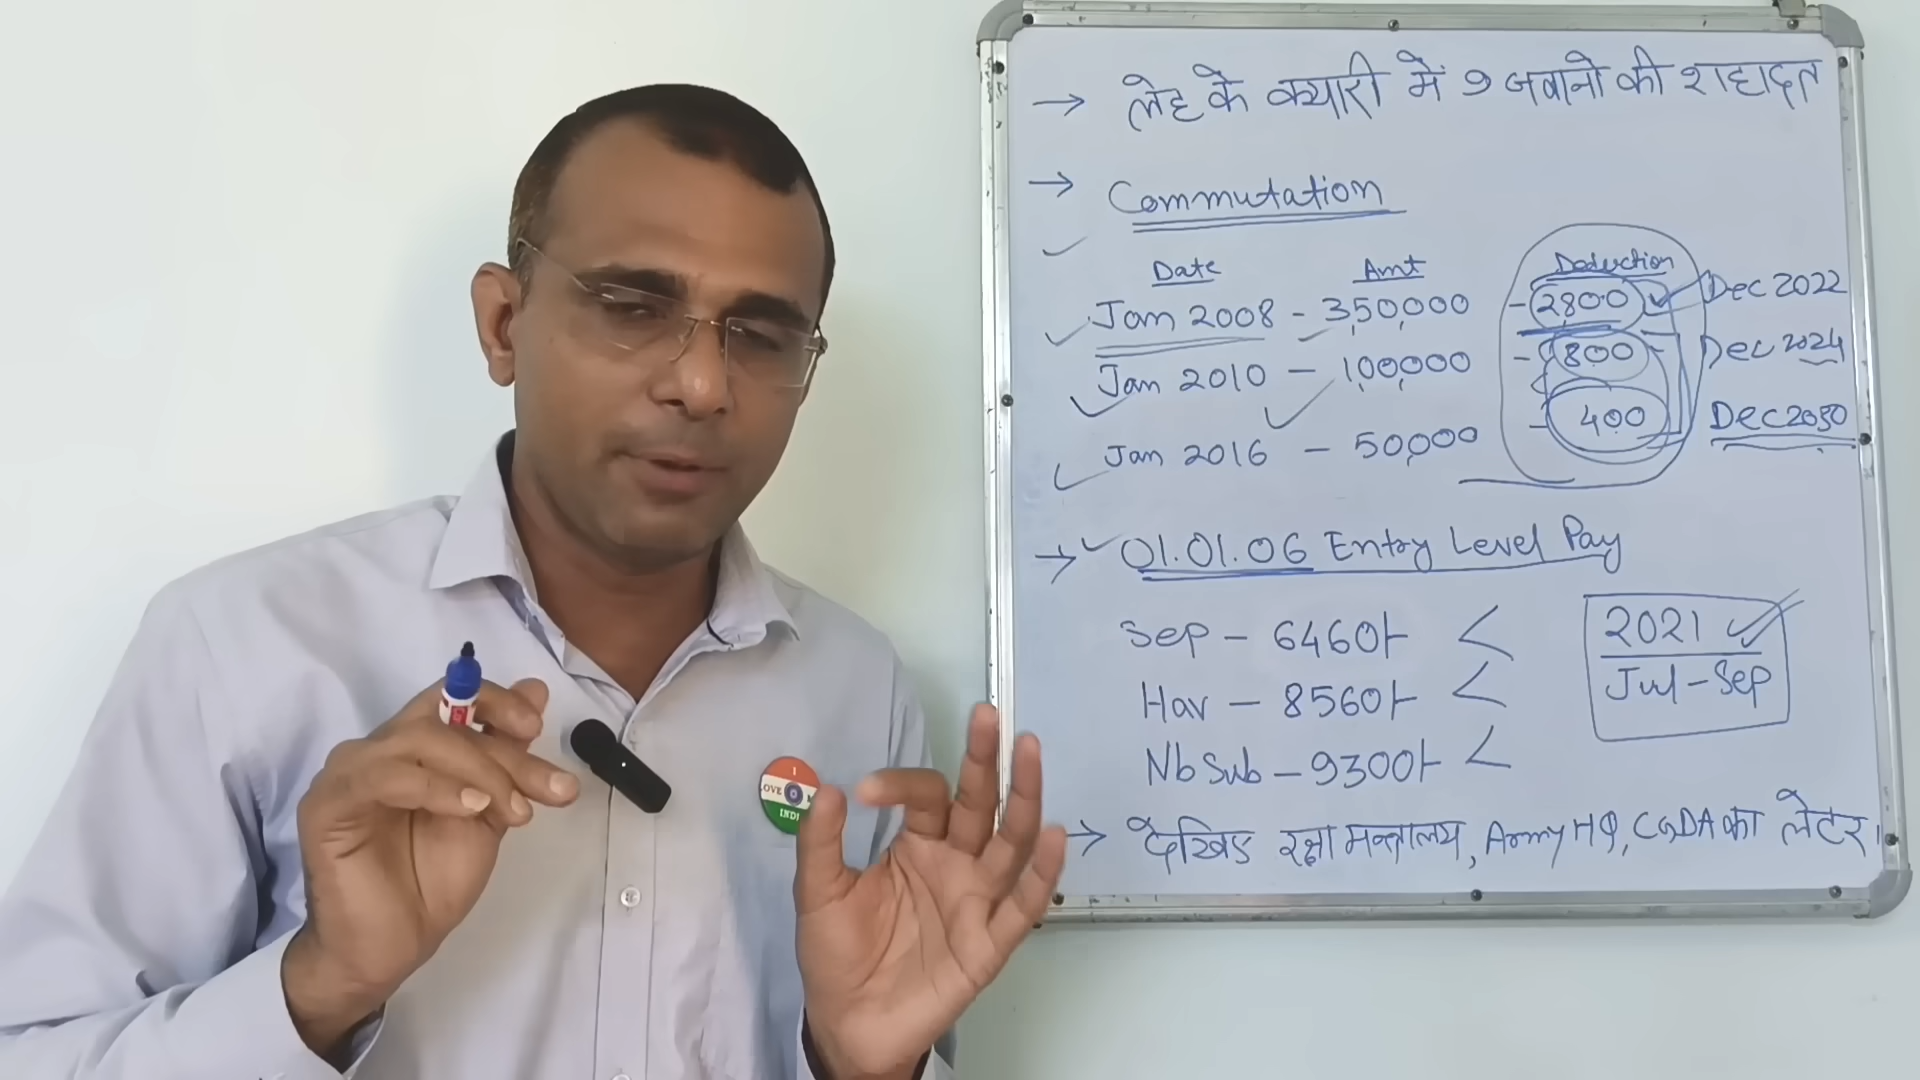 → लेह के क्यारी में 9 जवानो की शहादत
→ Commutation
Date Amt Deduction
Jan 2008 - 3,50,000 - 2800 Dec 2022
Jan 2010 - 1,00,000 - 800 Dec 2024
Jan 2016 - 50,000 - 400 Dec 2030
→ 01.01.06 Entry Level Pay
Sep - 6460/- <
Hav - 8560/- <
Nb Sub - 9300/- <
2021
Jul - Sep
→ देखिए रक्षा मन्त्रालय, Army HQ, CGDA का लेटर।
I
LOVE
INDI